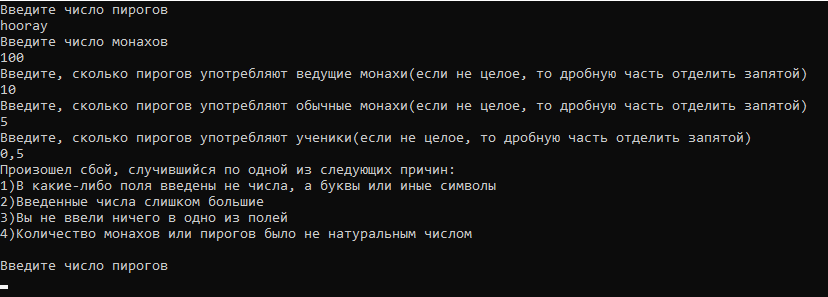 Введите число пирогов
hooray
Введите число монахов
100
Введите, сколько пирогов употребляют ведущие монахи(если не целое, то дробную часть отделить запятой)
10
Введите, сколько пирогов употребляют обычные монахи(если не целое, то дробную часть отделить запятой)
5
Введите, сколько пирогов употребляют ученики(если не целое, то дробную часть отделить запятой)
0,5
Произошел сбой, случившийся по одной из следующих причин:
1)В какие-либо поля введены не числа, а буквы или иные символы
2)Введенные числа слишком большие
3)Вы не ввели ничего в одно из полей
4)Количество монахов или пирогов было не натуральным числом
Введите число пирогов